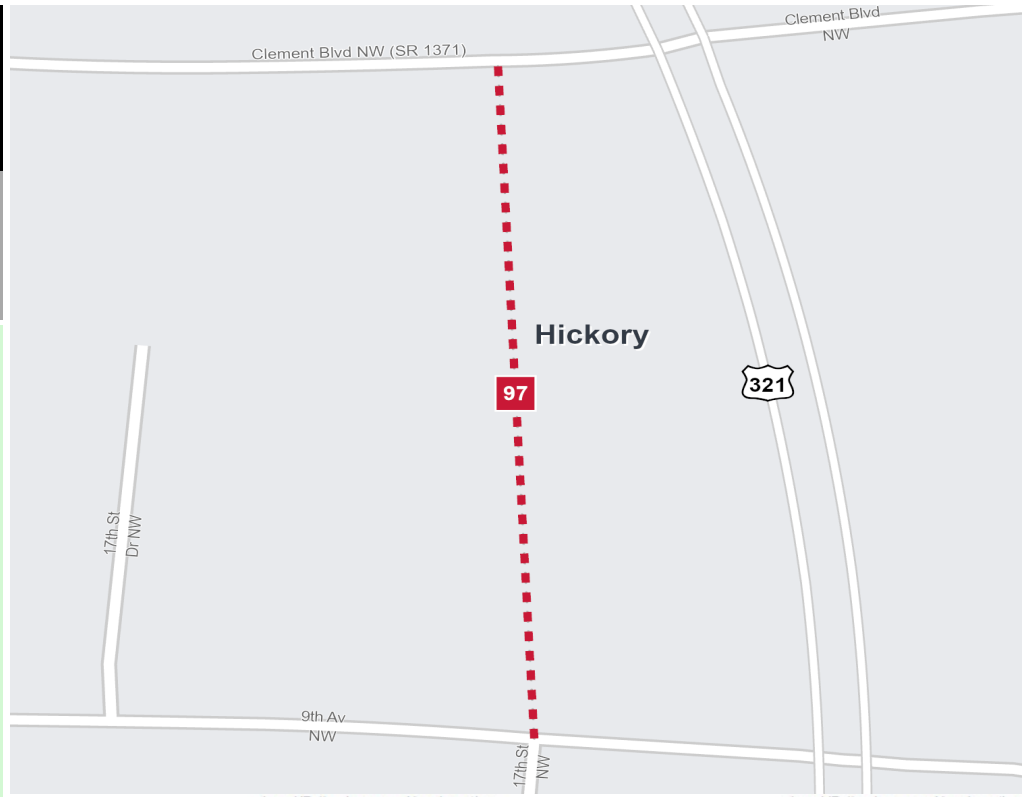 Clement Blvd NW (SR 1371)
Clement Blvd
NW
Hickory
97
321
17th St
Dr NW
9th Av
NW
17th St
NW